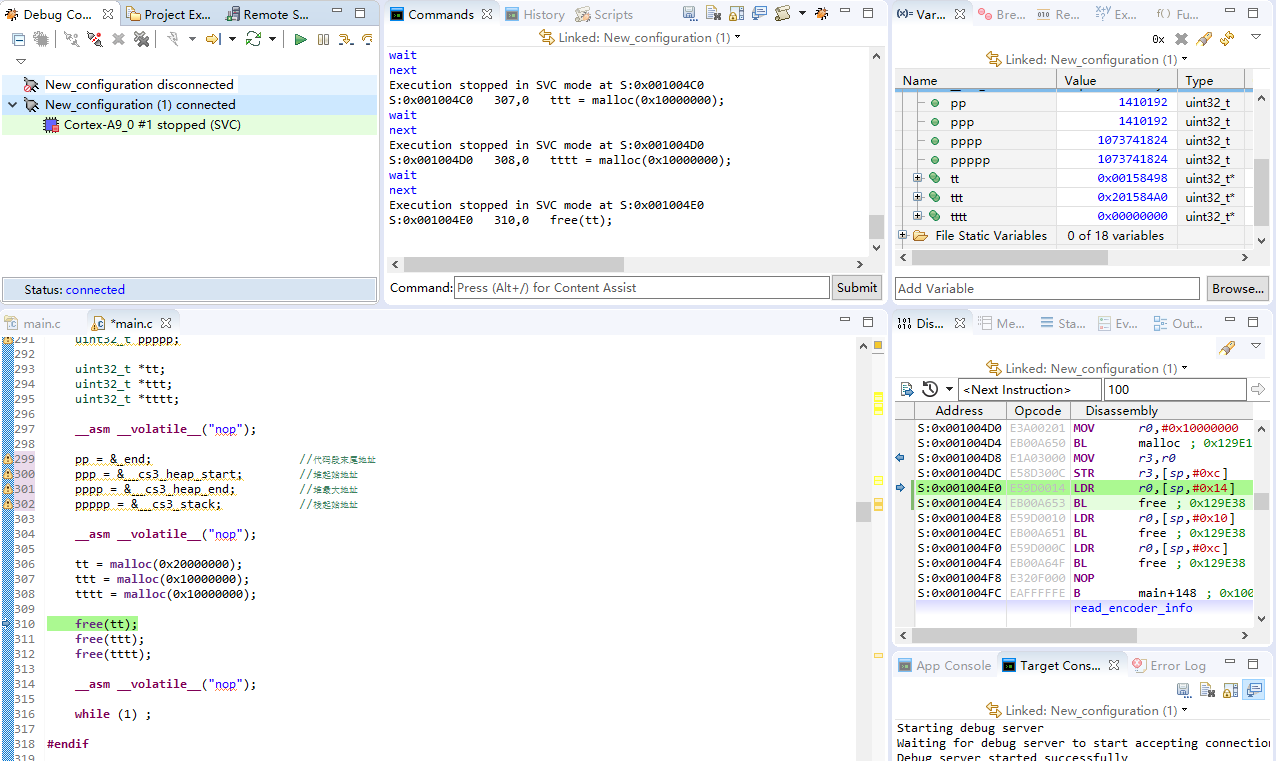 Debug Co...
Project Ex...
Remote S...
New_configuration disconnected
New_configuration (1) connected
Cortex-A9_0 #1 stopped (SVC)
Status: connected
Commands
History
Scripts
Linked: New_configuration (1)
wait
next
Execution stopped in SVC mode at S:0x001004C0
S:0x001004C0 307,0 ttt = malloc(0x10000000);
wait
next
Execution stopped in SVC mode at S:0x001004D0
S:0x001004D0 308,0 tttt = malloc(0x10000000);
wait
next
Execution stopped in SVC mode at S:0x001004E0
S:0x001004E0 310,0 free(tt);
Command: Press (Alt+/) for Content Assist Submit
(x)= Var...
Bre...
Re...
Ex...
Fu...
0x
Linked: New_configuration (1)
Name Value Type
pp 1410192 uint32_t
ppp 1410192 uint32_t
pppp 1073741824 uint32_t
ppppp 1073741824 uint32_t
tt 0x00158498 uint32_t*
ttt 0x201584A0 uint32_t*
tttt 0x00000000 uint32_t*
File Static Variables 0 of 18 variables
Add Variable Browse...
main.c
*main.c
291 uint32_t ppppp;
292
293 uint32_t *tt;
294 uint32_t *ttt;
295 uint32_t *tttt;
296
297 __asm __volatile__("nop");
298
299 pp = &_end; //代码段末尾地址
300 ppp = &__cs3_heap_start; //堆起始地址
301 pppp = &__cs3_heap_end; //堆最大地址
302 ppppp = &__cs3_stack; //栈起始地址
303
304 __asm __volatile__("nop");
305
306 tt = malloc(0x20000000);
307 ttt = malloc(0x10000000);
308 tttt = malloc(0x10000000);
309
310 free(tt);
311 free(ttt);
312 free(tttt);
313
314 __asm __volatile__("nop");
315
316 while (1) ;
317
318 #endif
319
Dis...
Me...
Sta...
Ev...
Out...
Linked: New_configuration (1)
<Next Instruction> 100
Address Opcode Disassembly
S:0x001004D0 E3A00201 MOV r0,#0x10000000
S:0x001004D4 EB00A650 BL malloc ; 0x129E1
S:0x001004D8 E1A03000 MOV r3,r0
S:0x001004DC E58D300C STR r3,[sp,#0xc]
S:0x001004E0 E59D0014 LDR r0,[sp,#0x14]
S:0x001004E4 EB00A653 BL free ; 0x129E38
S:0x001004E8 E59D0010 LDR r0,[sp,#0x10]
S:0x001004EC EB00A651 BL free ; 0x129E38
S:0x001004F0 E59D000C LDR r0,[sp,#0xc]
S:0x001004F4 EB00A64F BL free ; 0x129E38
S:0x001004F8 E320F000 NOP
S:0x001004FC EAFFFFFE B main+148 ; 0x100
read_encoder_info
App Console
Target Cons...
Error Log
Linked: New_configuration (1)
Starting debug server
Waiting for debug server to start accepting connection
Debug server started successfully